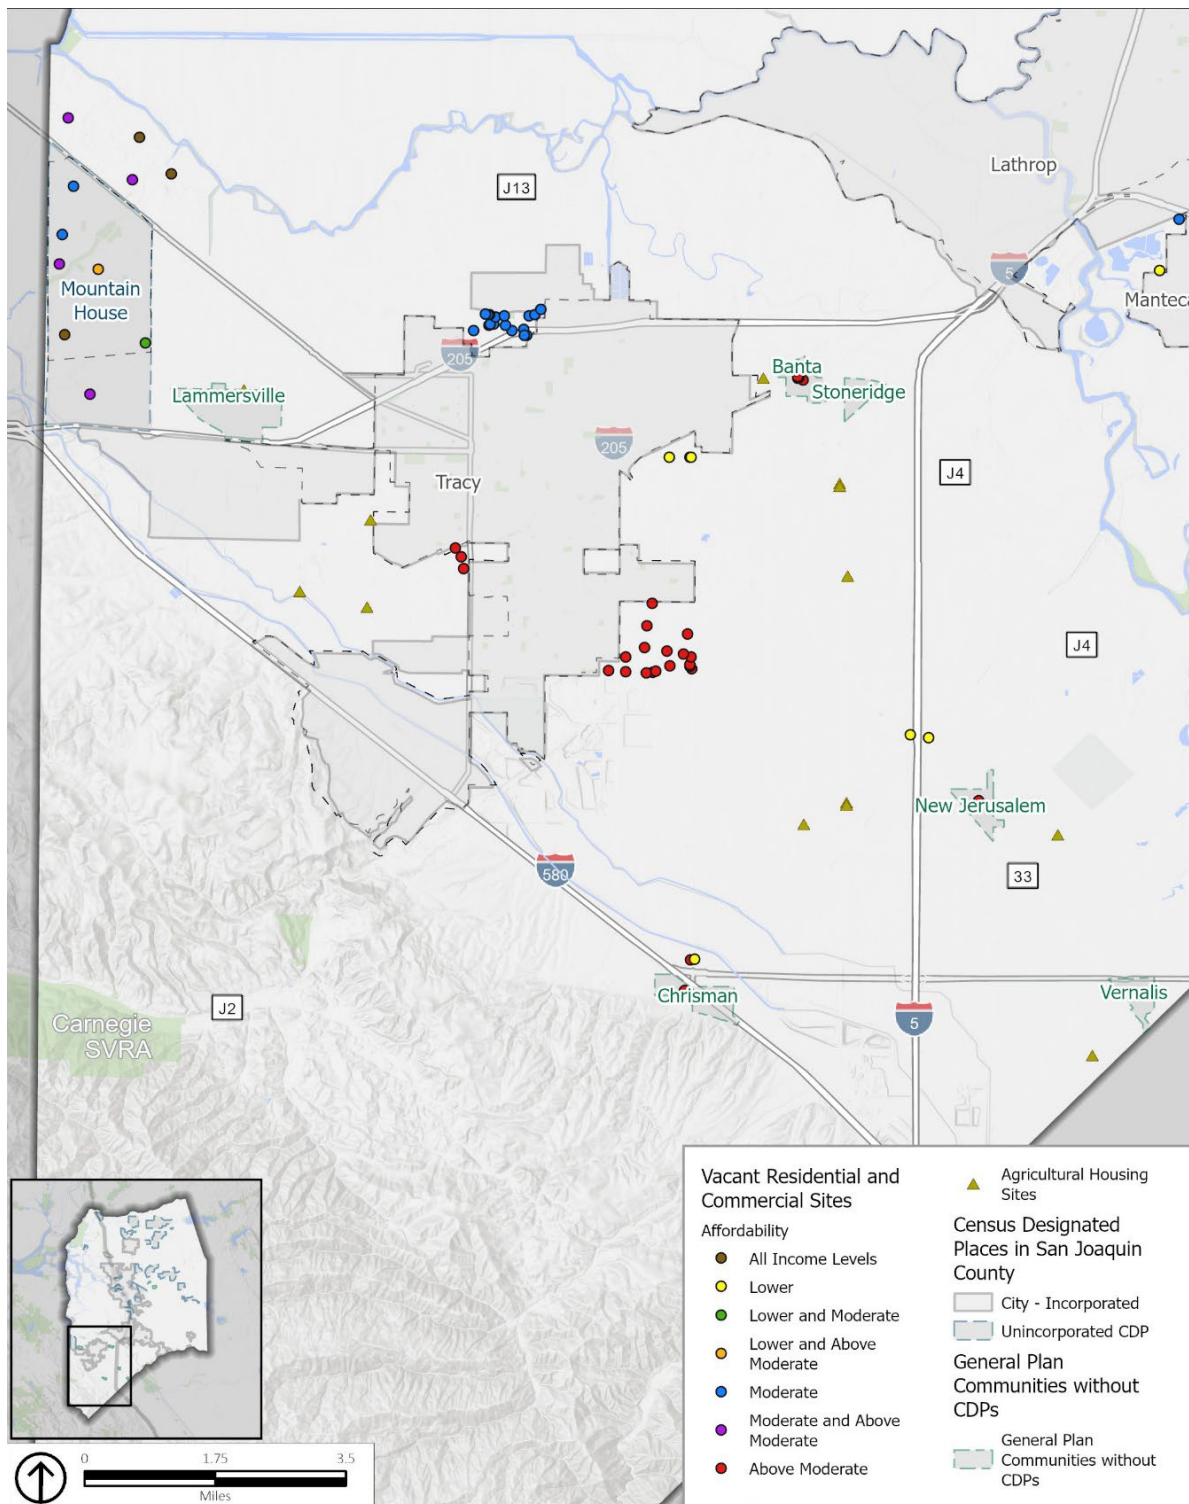 Lathrop
J13
5
Mountain
House
Manteca
205
Banta
Lammersville
Stoneridge
205
Tracy
J4
J4
New Jerusalem
580
33
Chrisman
Vernalis
J2
5
Carnegie
SVRA
Vacant Residential and
Commercial Sites
Affordability
All Income Levels
Lower
Lower and Moderate
Lower and Above
Moderate
Moderate
Moderate and Above
Moderate
Above Moderate
Agricultural Housing
Sites
Census Designated
Places in San Joaquin
County
City - Incorporated
Unincorporated CDP
General Plan
Communities without
CDPs
General Plan
Communities without
CDPs
0 1.75 3.5
Miles